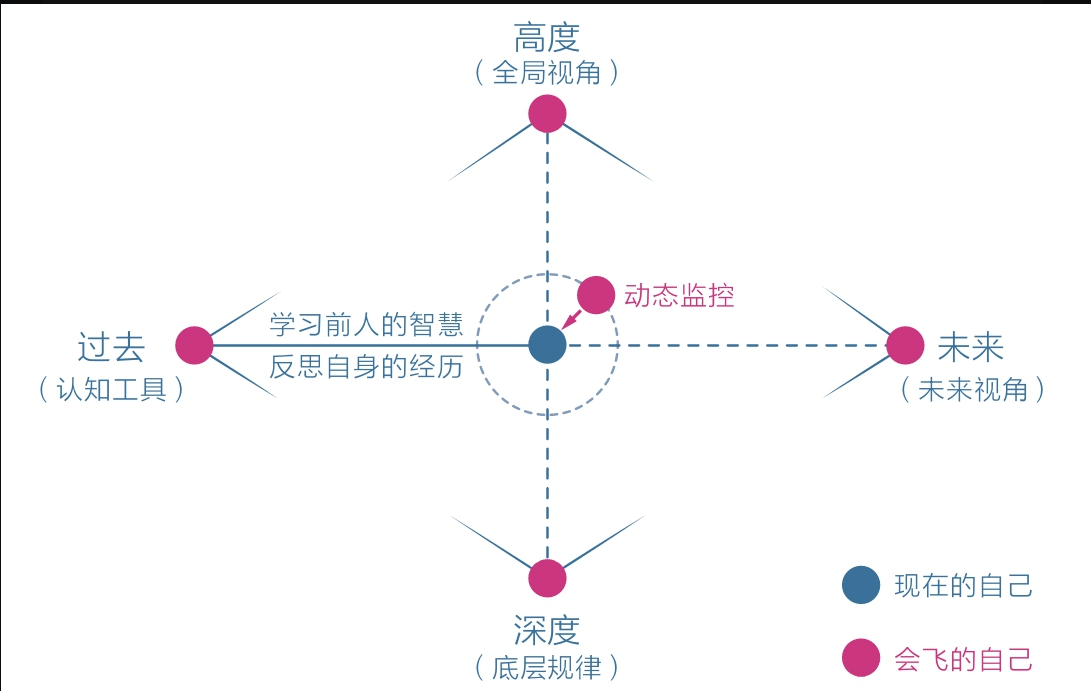 高度
（全局视角）
动态监控
学习前人的智慧
过去
未来
反思自身的经历
（认知工具）
（未来视角）
现在的自己
深度
（底层规律）
会飞的自己